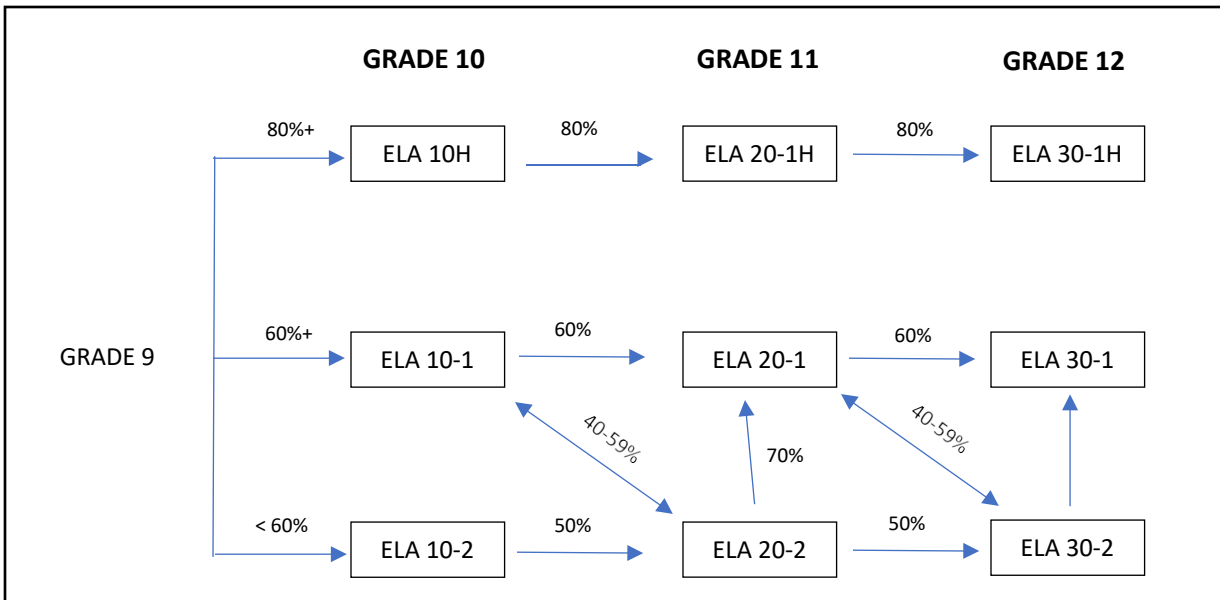 GRADE 10 GRADE 11 GRADE 12
80%+ 80% 80%
ELA 10H ELA 20-1H ELA 30-1H
60%+ 60% 60%
GRADE 9 ELA 10-1 ELA 20-1 ELA 30-1
40-59% 70% 40-59%
< 60% 50% 50%
ELA 10-2 ELA 20-2 ELA 30-2